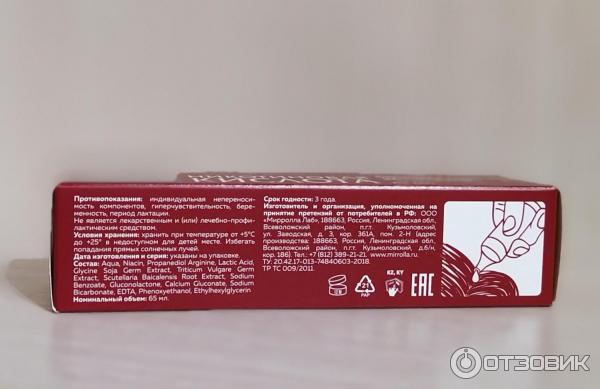 КИСЛОТА
Противопоказания: индивидуальная непереноси-
мость компонентов, гиперчувствительность, бере-
менность, период лактации.
Не является лекарственным и (или) лечебно-профи-
лактическим средством.
Условия хранения: хранить при температуре от +5°С
до +25° в недоступном для детей месте. Избегать
попадания прямых солнечных лучей.
Дата изготовления и серия: указаны на упаковке.
Состав: Aqua, Niacin, Propanediol Arginine, Lactic Acid,
Glycine Soja Germ Extract, Triticum Vulgare Germ
Extract, Scutellaria Baicalensis Root Extract, Sodium
Benzoate, Gluconolactone, Calcium Gluconate, Sodium
Bicarbonate, EDTA, Phenoxyethanol, Ethylhexylglycerin
Номинальный объем: 65 мл.
Срок годности: 3 года.
Изготовитель и организация, уполномоченная на
принятие претензий от потребителей в РФ: ООО
«Мирролла Лаб», 188663, Россия, Ленинградская обл.,
Всеволожский район, п.г.т. Кузьмоловский,
ул. Заводская, д. 3, кор. 361А, пом. 2-Н (адрес
производства: 188663, Россия, Ленинградская обл,
Всеволожский район, п.г.т. Кузьмоловский, д.б/н,
кор. 186). Тел.: +7 (812) 389-21-21. www.mirrolla.ru.
20.42.17-013-74840603-2018.
ТР ТС 009/2011.
12M
21
PAP
KZ, KY
EAC
ОТЗОВИК